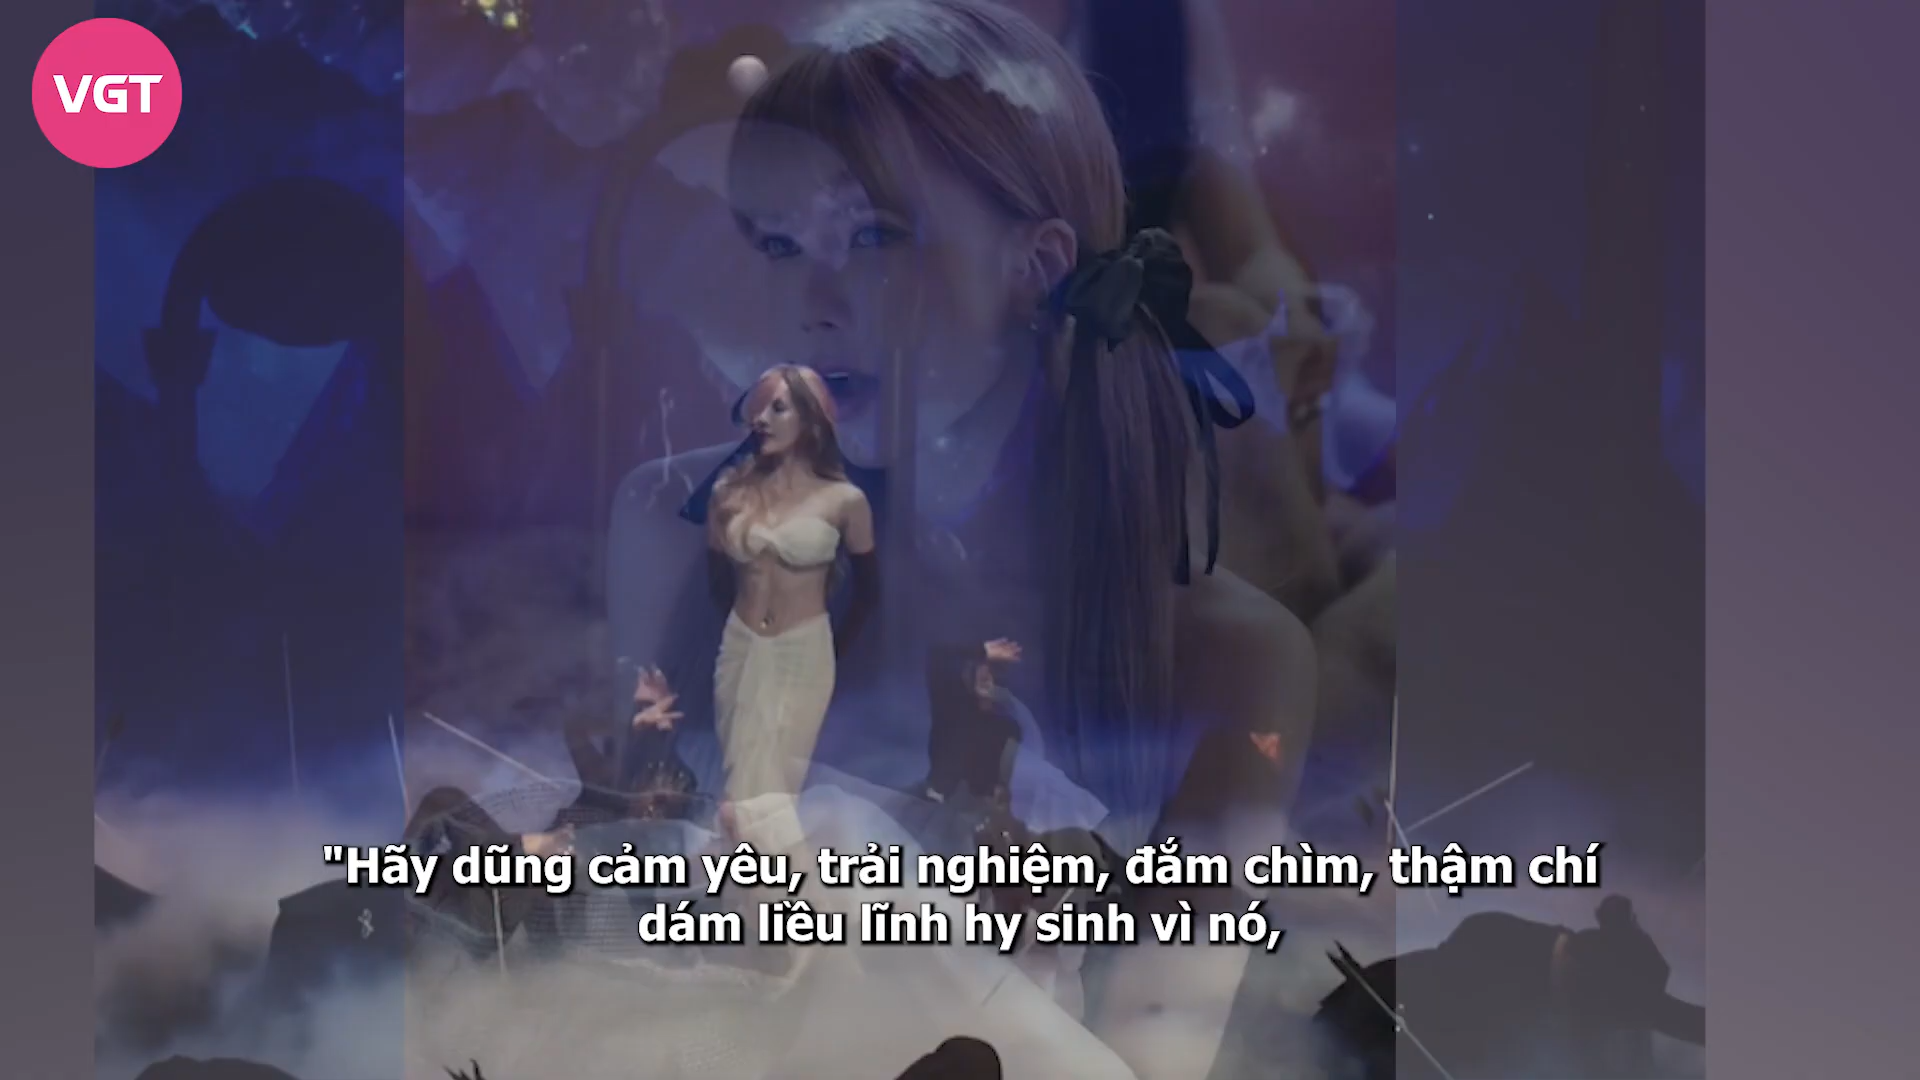 VGT
"Hãy dũng cảm yêu, trải nghiệm, đắm chìm, thậm chí
dám liều lĩnh hy sinh vì nó,